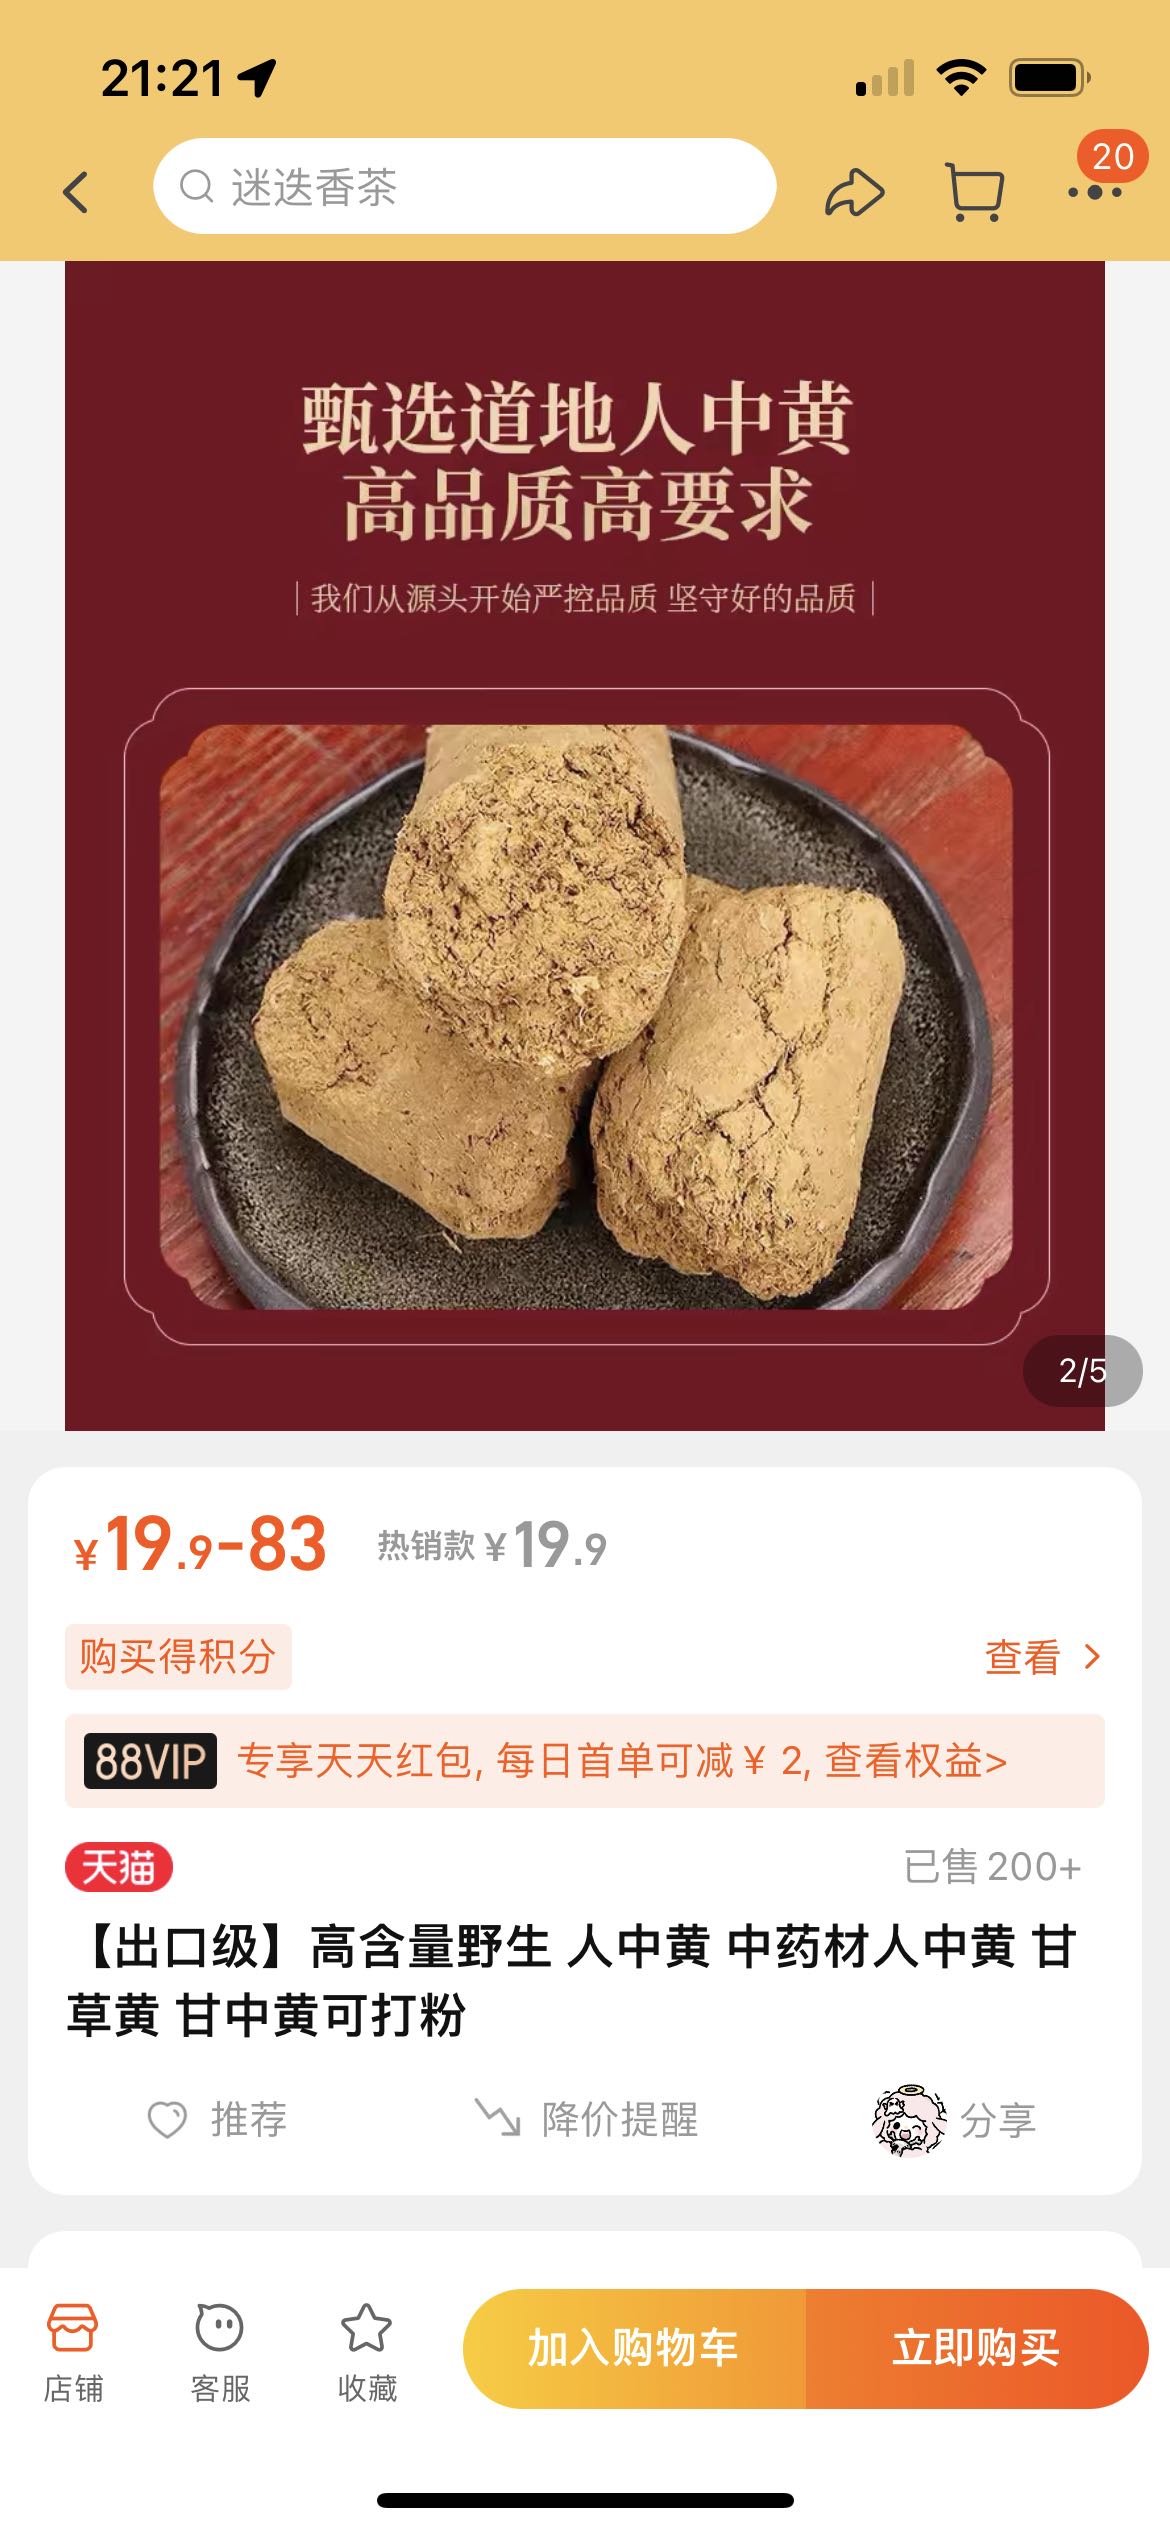 21:21
20
迷迭香茶
甄选道地人中黄
高品质高要求
我们从源头开始严控品质 坚守好的品质
2/5
¥19.9-83 热销款¥19.9
购买得积分 查看 >
88VIP 专享天天红包, 每日首单可减¥ 2, 查看权益>
天猫 已售200+
【出口级】高含量野生 人中黄 中药材人中黄 甘
草黄 甘中黄可打粉
推荐 降价提醒 分享
店铺 客服 收藏 加入购物车 立即购买